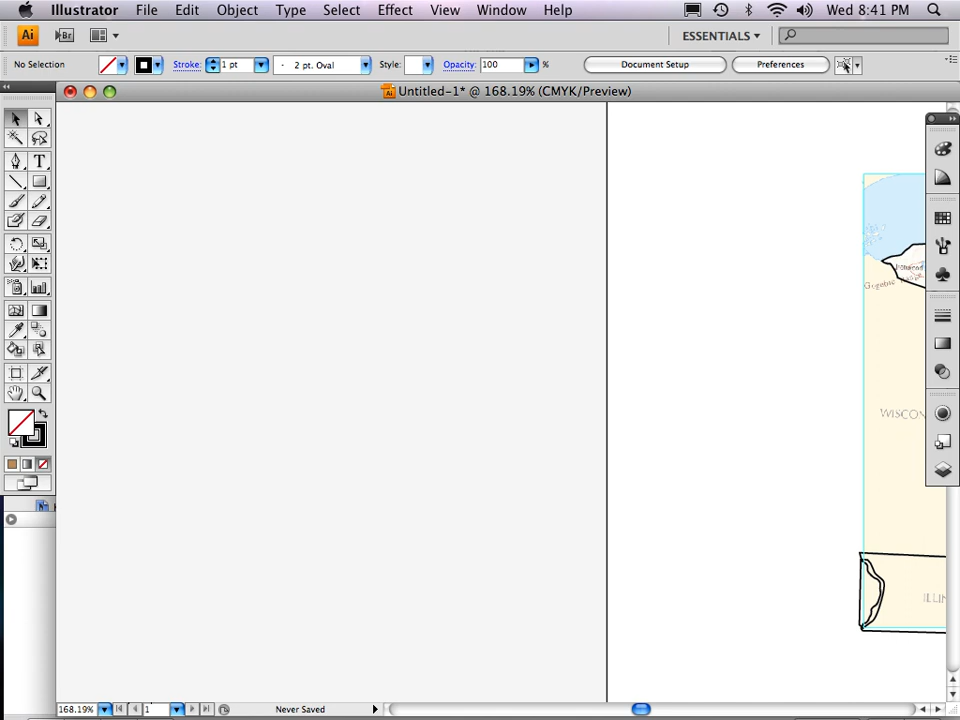 Illustrator File Edit Object Type Select Effect View Window Help Wed 8:41 PM
Ai Br ESSENTIALS
No Selection Stroke: 1 pt 2 pt. Oval Style: Opacity: 100 % Document Setup Preferences
Untitled-1* @ 168.19% (CMYK/Preview)
T
Gogebic
WISCON
ILLIN
168.19% 1 Never Saved